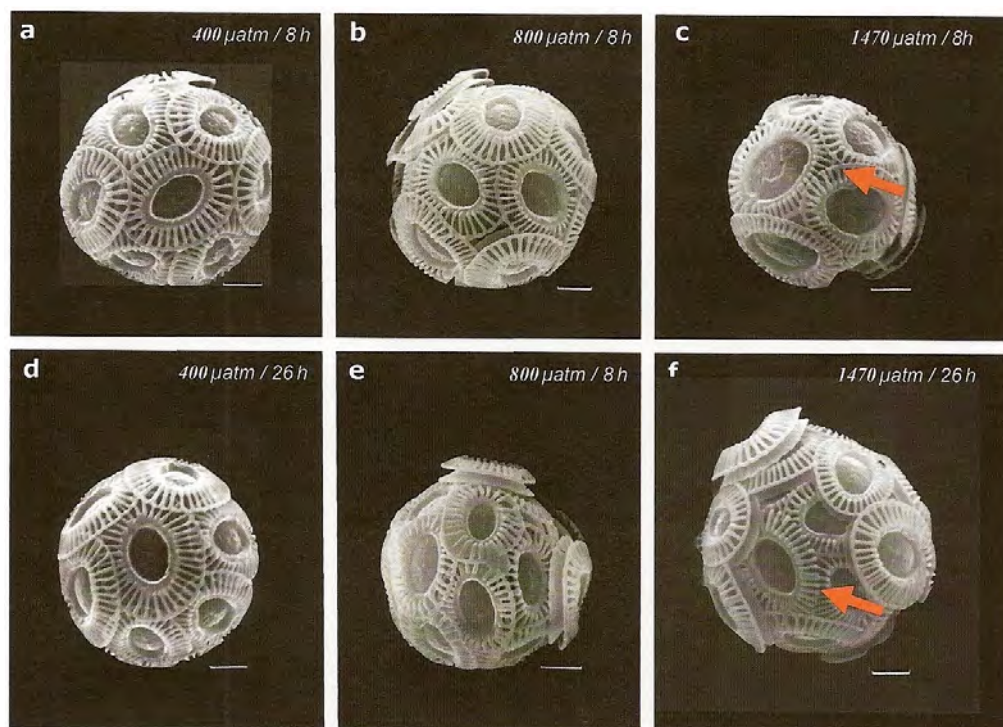 a 400 µatm / 8 h
b 800 µatm / 8 h
c 1470 µatm / 8h
d 400 µatm / 26 h
e 800 µatm / 8 h
f 1470 µatm / 26 h